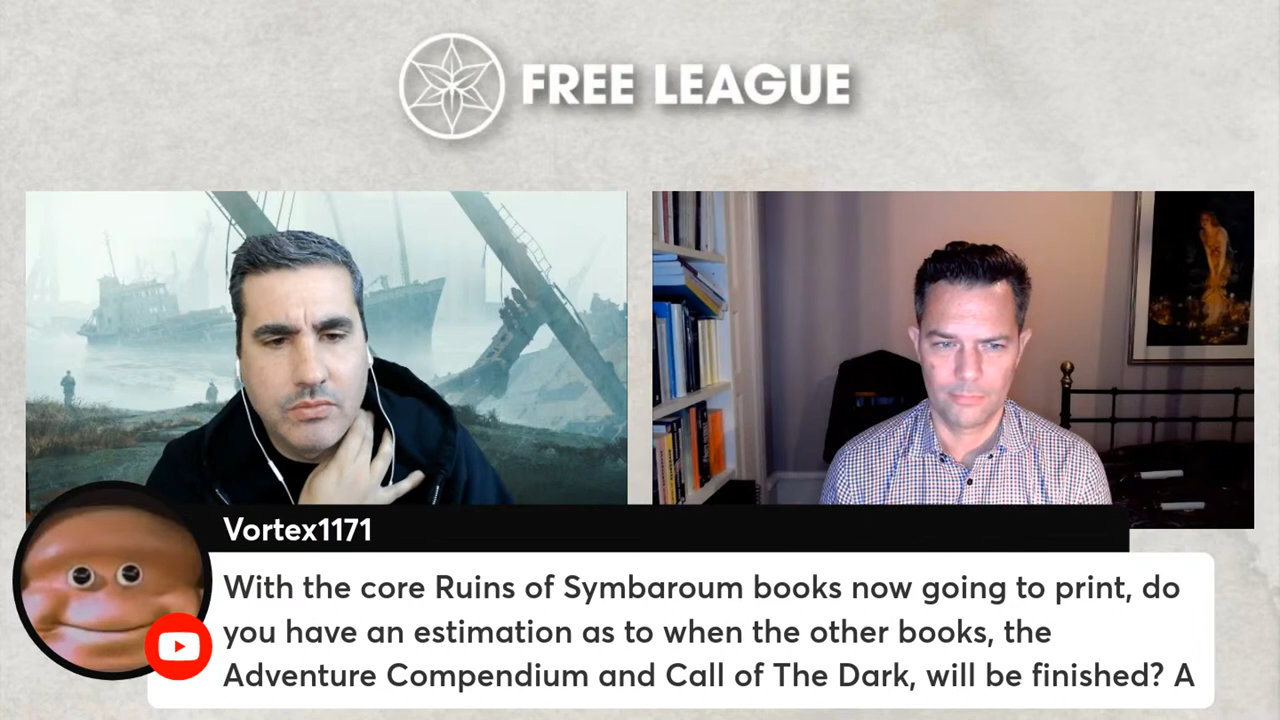 FREE LEAGUE
Vortex1171
With the core Ruins of Symbaroum books now going to print, do
you have an estimation as to when the other books, the
Adventure Compendium and Call of The Dark, will be finished? A